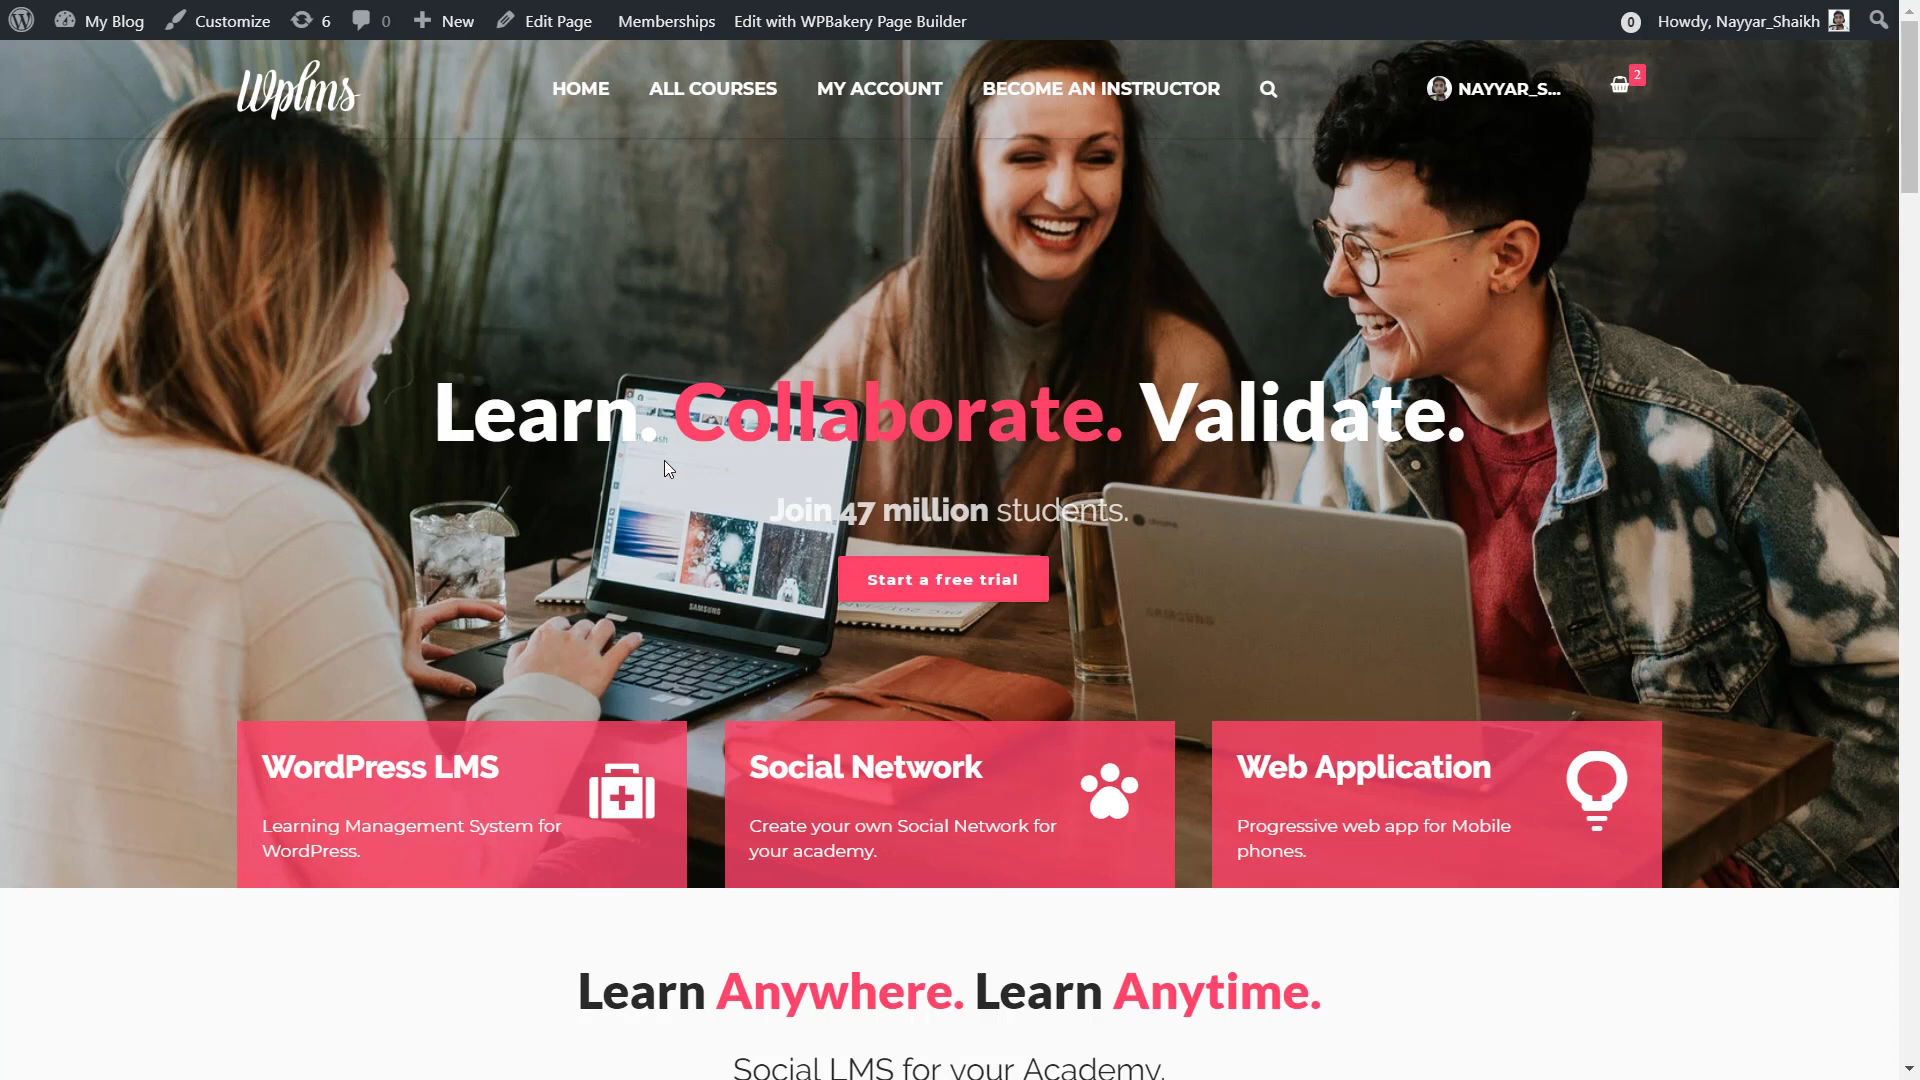 My Blog Customize 6 0 New Edit Page Memberships Edit with WPBakery Page Builder 0 Howdy, Nayyar_Shaikh
Wplms HOME ALL COURSES MY ACCOUNT BECOME AN INSTRUCTOR NAYYAR_S... 2
Learn. Collaborate. Validate.
Join 47 million students.
Start a free trial
SAMSUNG
chrome
SAMSUNG
WordPress LMS
Learning Management System for
WordPress.
Social Network
Create your own Social Network for
your academy.
Web Application
Progressive web app for Mobile
phones.
Learn Anywhere. Learn Anytime.
Social LMS for your Academy.